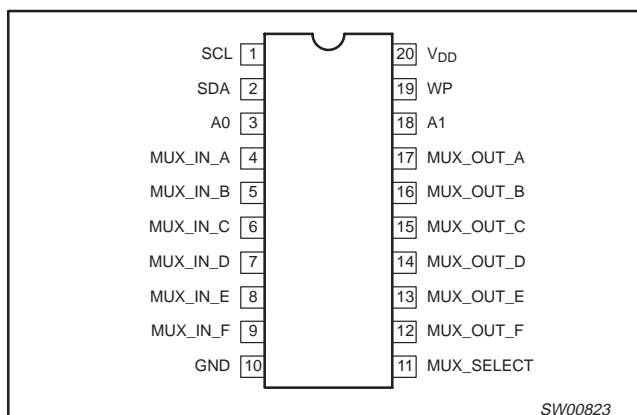 SCL 1 20 VDD
SDA 2 19 WP
A0 3 18 A1
MUX_IN_A 4 17 MUX_OUT_A
MUX_IN_B 5 16 MUX_OUT_B
MUX_IN_C 6 15 MUX_OUT_C
MUX_IN_D 7 14 MUX_OUT_D
MUX_IN_E 8 13 MUX_OUT_E
MUX_IN_F 9 12 MUX_OUT_F
GND 10 11 MUX_SELECT
SW00823